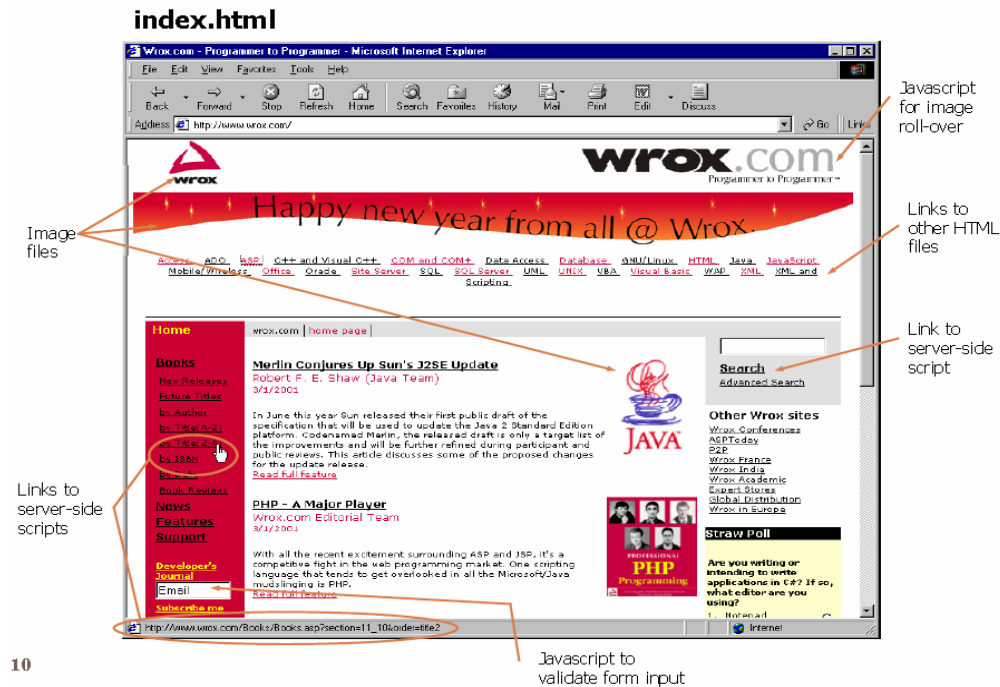 index.html
Wrox.com - Programmer to Programmer - Microsoft Internet Explorer
File Edit View Favorites Tools Help
Back Forward Stop Refresh Home Search Favorites History Mail Print Edit Discuss
Address http://www.wrox.com/ Go Links
Javascript
for image
roll-over
wrox
wrox.com
Programmer to Programmer™
Happy new year from all @ Wrox.
Image
files
Links to
other HTML
files
Access ADO ASP C++ and Visual C++ COM and COM+ Data Access Database GNU/Linux HTML Java JavaScript
Mobile/Wireless Office Oracle Site Server SQL SQL Server UML UNIX VBA Visual Basic WAP XML XML and
Scripting
Home
wrox.com | home page |
Link to
server-side
script
Books
New Releases
Future Titles
by Author
by Title(A-Z)
by Title(Z-A)
by ISBN
by
Book Reviews
News
Features
Support
Developer's
Journal
Email
Subscribe me
Links to
server-side
scripts
Merlin Conjures Up Sun's J2SE Update
Robert F. E. Shaw (Java Team)
3/1/2001
In June this year Sun released their first public draft of the
specification that will be used to update the Java 2 Standard Edition
platform. Codenamed Merlin, the released draft is only a target list of
the improvements and will be further refined during participant and
public reviews. This article discusses some of the proposed changes
for the update release.
Read full feature
JAVA™
PHP - A Major Player
Wrox.com Editorial Team
3/1/2001
With all the recent excitement surrounding ASP and JSP, it's a
competitive fight in the web programming market. One scripting
language that tends to get overlooked in all the Microsoft/Java
mudslinging is PHP.
Read full feature
PROFESSIONAL
PHP
Programming
Search
Advanced Search
Other Wrox sites
Wrox Conferences
ASPToday
P2P
Wrox France
Wrox India
Wrox Academic
Expert Stores
Global Distribution
Wrox in Europe
Straw Poll
Are you writing or
intending to write
applications in C#? If so,
what editor are you
using?
1. Notepad
http://www.wrox.com/Books/Books.asp?section=11_10&order=title2
Internet
Javascript to
validate form input
10